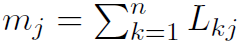 m_j = \sum_{k=1}^{n} L_{kj}